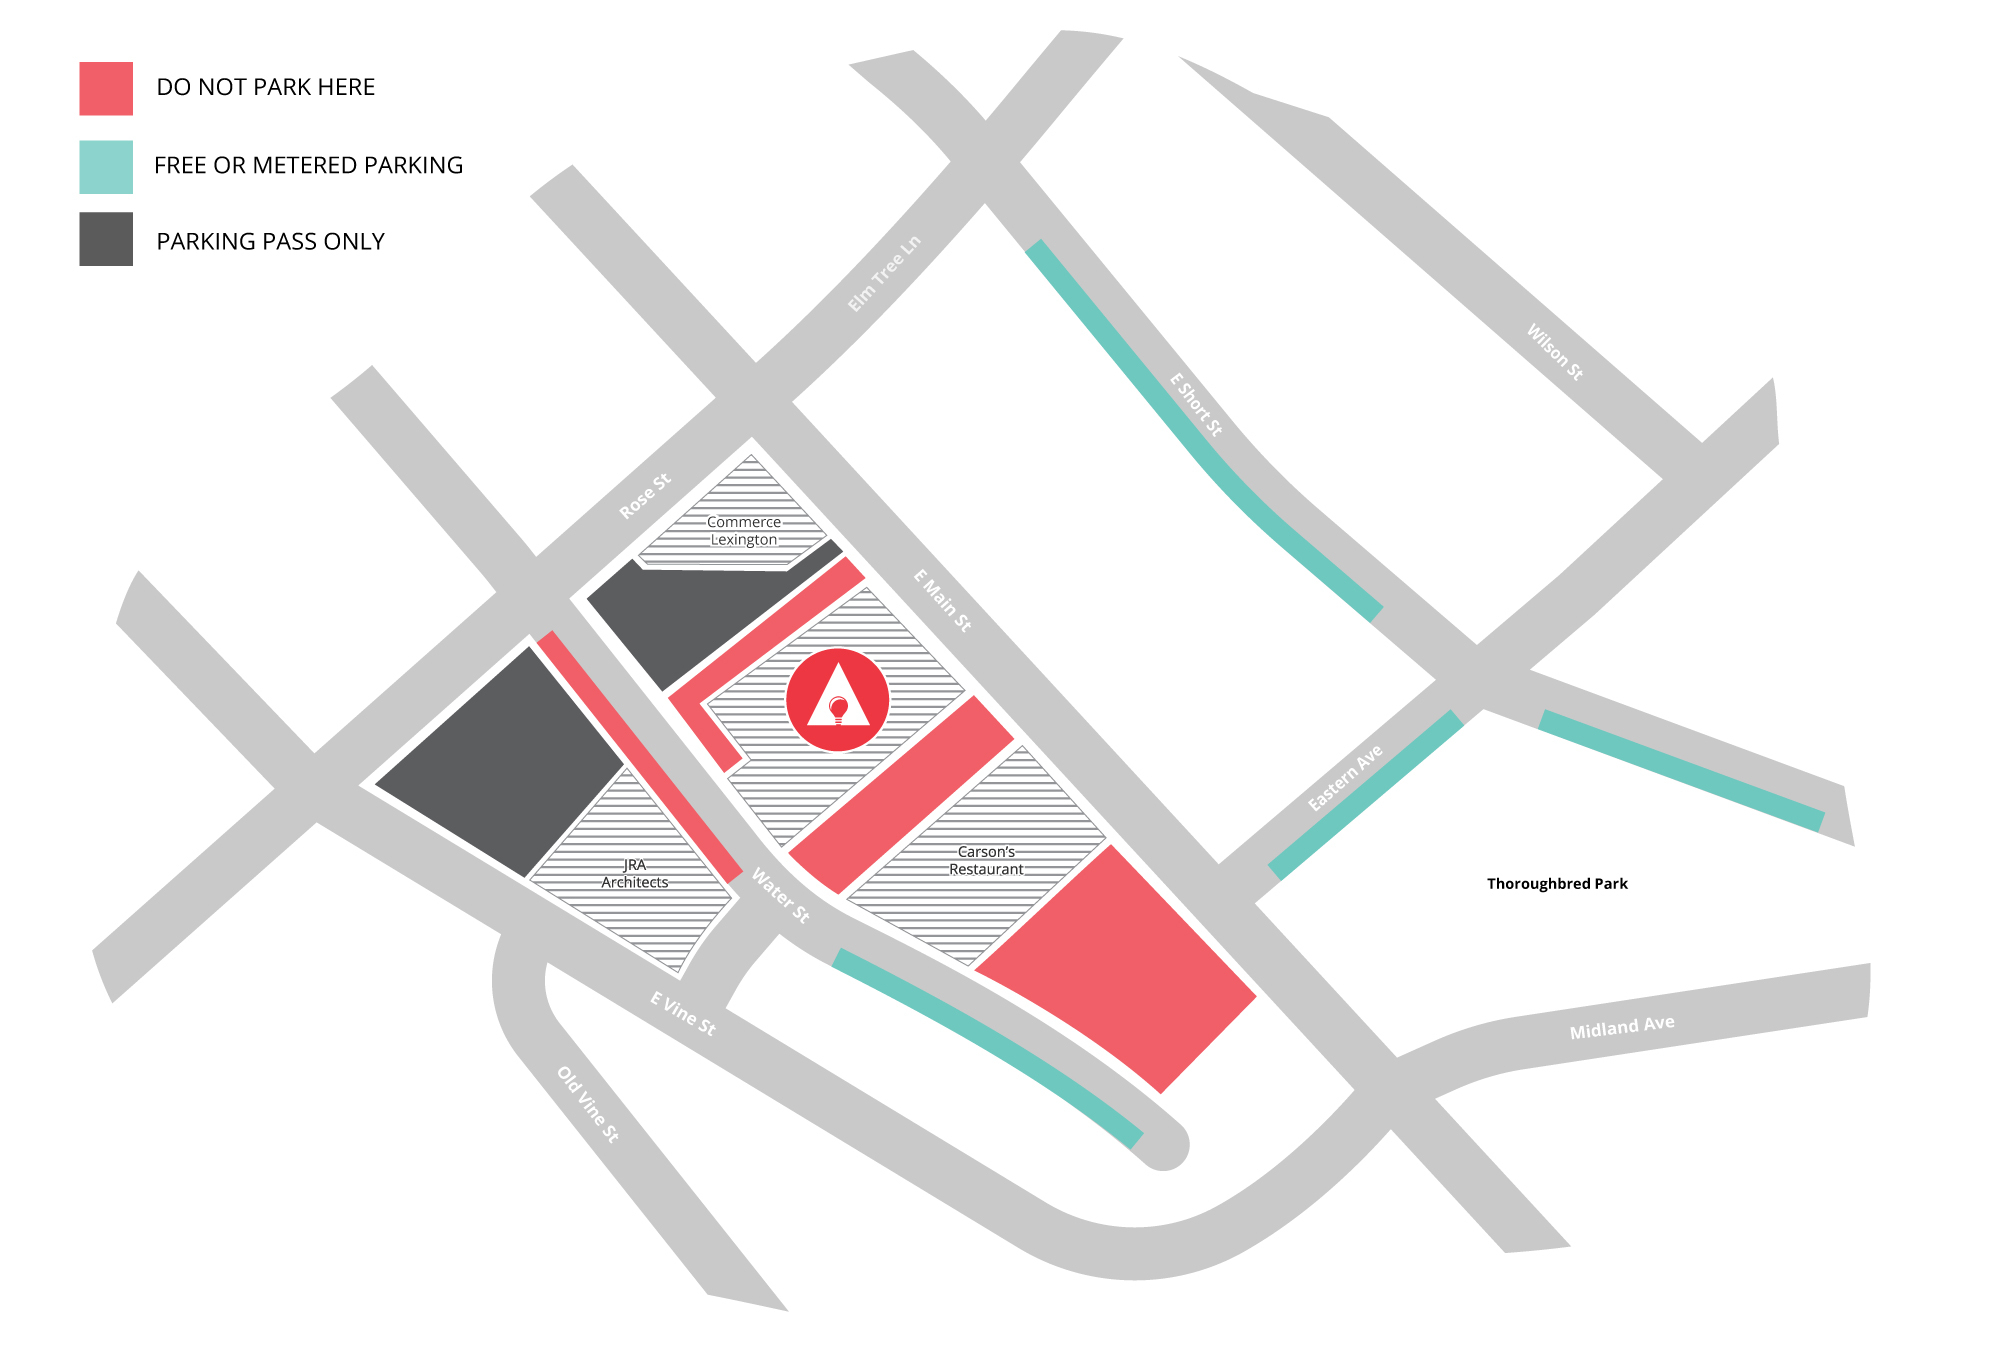 DO NOT PARK HERE
FREE OR METERED PARKING
PARKING PASS ONLY
Elm Tree Ln
Wilson St
E Short St
Rose St
Commerce
Lexington
E Main St
Eastern Ave
JRA
Architects
Carson’s
Restaurant
Water St
Thoroughbred Park
E Vine St
Midland Ave
Old Vine St